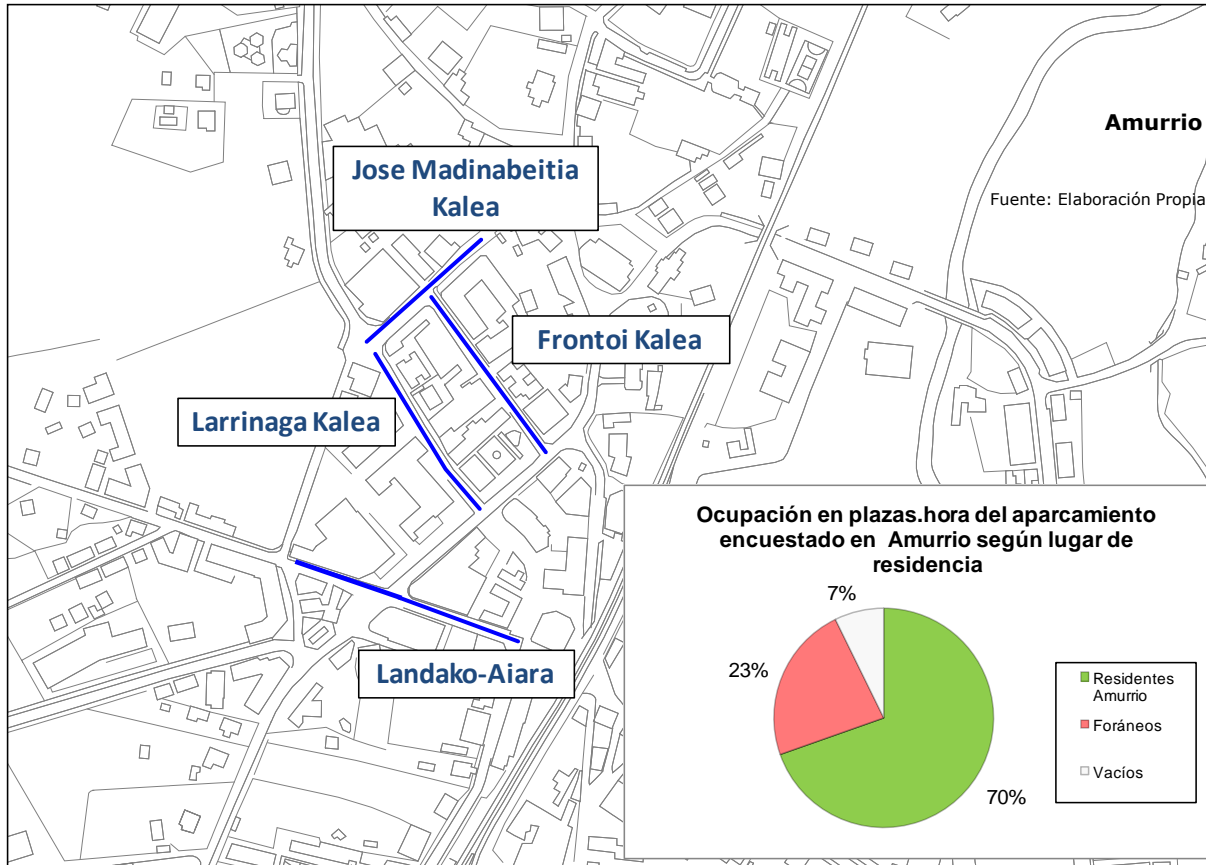 Amurrio
Fuente: Elaboración Propia
Jose Madinabeitia
Kalea
Frontoi Kalea
Larrinaga Kalea
Landako-Aiara
Ocupación en plazas.hora del aparcamiento
encuestado en Amurrio según lugar de
residencia
7%
23%
70%
Residentes
Amurrio
Foráneos
Vacíos